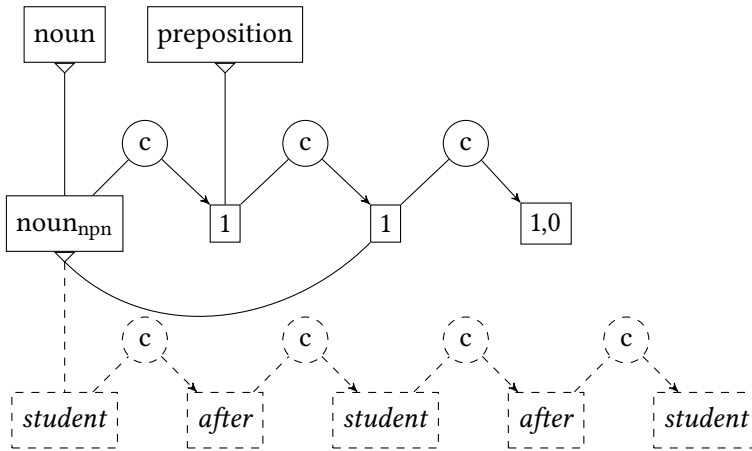 noun preposition
c c c
noun_npn 1 1 1,0
c c c c
student after student after student